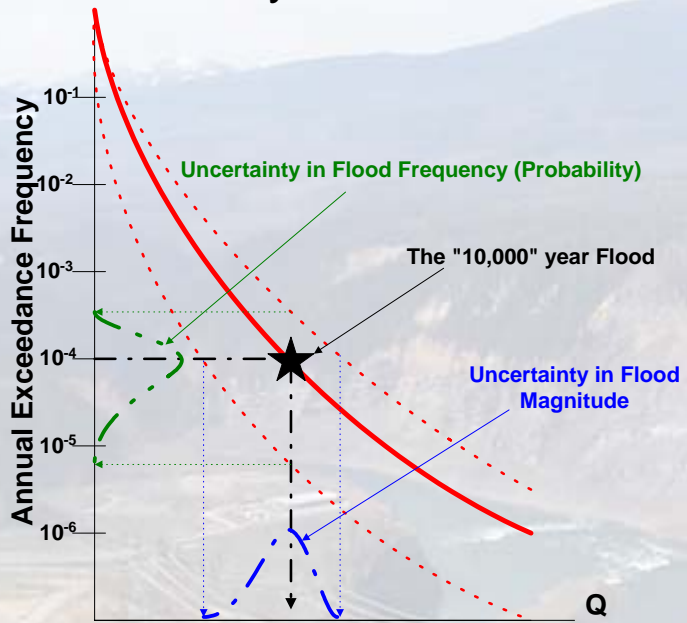 Annual Exceedance Frequency
10-1
10-2
10-3
10-4
10-5
10-6
Uncertainty in Flood Frequency (Probability)
The "10,000" year Flood
Uncertainty in Flood
Magnitude
Q